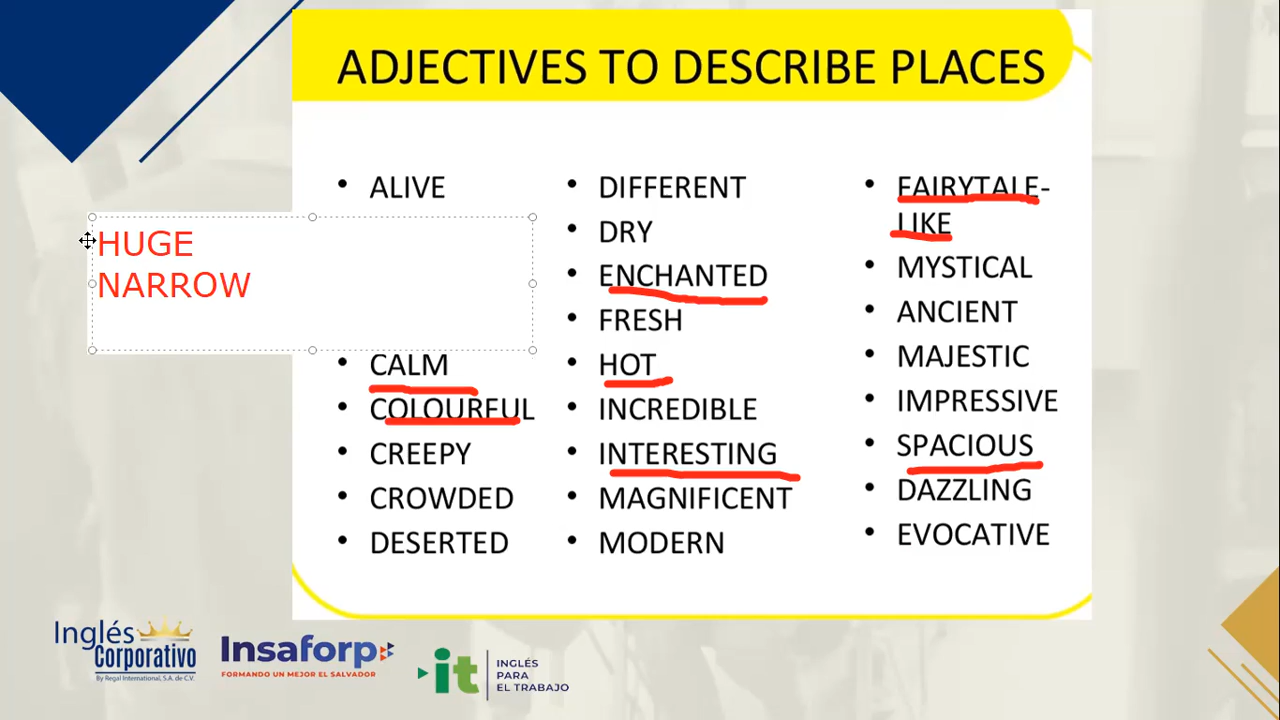 ADJECTIVES TO DESCRIBE PLACES
• ALIVE
HUGE
NARROW
• CALM
• COLOURFUL
• CREEPY
• CROWDED
• DESERTED
• DIFFERENT
• DRY
• ENCHANTED
• FRESH
• HOT
• INCREDIBLE
• INTERESTING
• MAGNIFICENT
• MODERN
• FAIRYTALE-
LIKE
• MYSTICAL
• ANCIENT
• MAJESTIC
• IMPRESSIVE
• SPACIOUS
• DAZZLING
• EVOCATIVE
Inglés
Corporativo
By Regal International, S.A. de C.V.
Insaforp
FORMANDO UN MEJOR EL SALVADOR
it
INGLÉS
PARA
EL TRABAJO